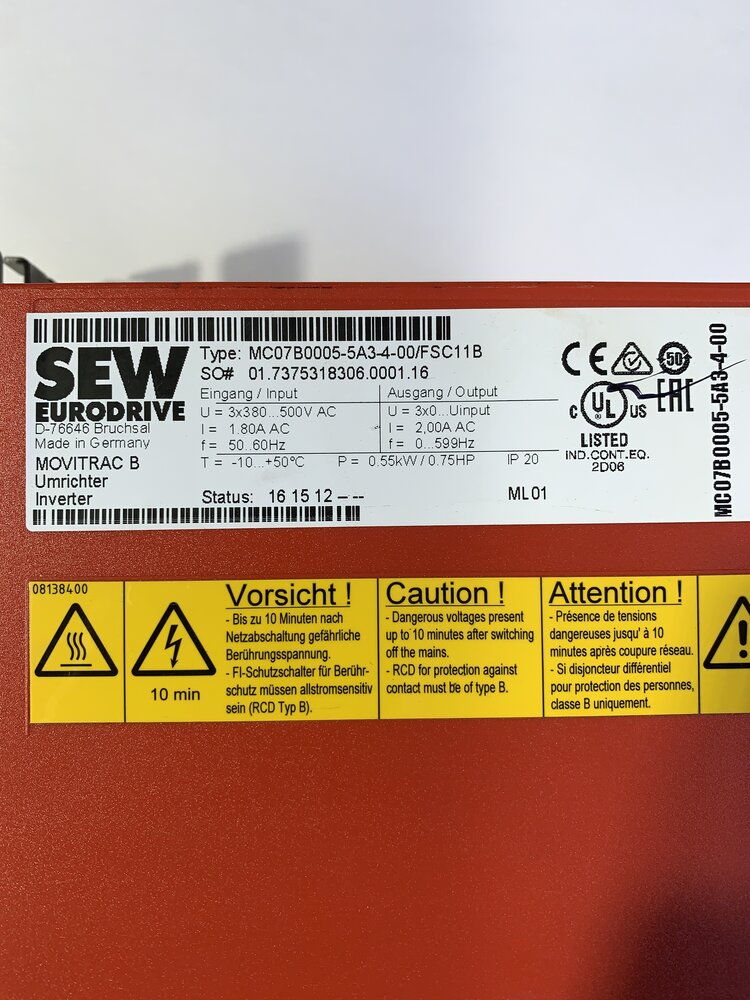 SEW
EURODRIVE
D-76646 Bruchsal
Made in Germany
MOVITRAC B
Umrichter
Inverter
Type: MC07B0005-5A3-4-00/FSC11B
SO# 01.7375318306.0001.16
Eingang / Input
U = 3x380...500V AC
I = 1.80A AC
f = 50..60Hz
Ausgang / Output
U = 3x0...Uinput
I = 2,00A AC
f = 0...599Hz
T = -10...+50°C P = 0.55kW / 0.75HP IP 20
Status: 16 15 12 -- --
ML 01
CE 50
C UL US EAC
LISTED
IND.CONT.EQ.
2D06
MC07B0005-5A3-4-00
08138400
10 min
Vorsicht !
- Bis zu 10 Minuten nach
Netzabschaltung gefährliche
Berührungsspannung.
- FI-Schutzschalter für Berühr-
schutz müssen allstromsensitiv
sein (RCD Typ B).
Caution !
- Dangerous voltages present
up to 10 minutes after switching
off the mains.
- RCD for protection against
contact must be of type B.
Attention !
- Présence de tensions
dangereuses jusqu' à 10
minutes après coupure réseau.
- Si disjoncteur différentiel
pour protection des personnes,
classe B uniquement.